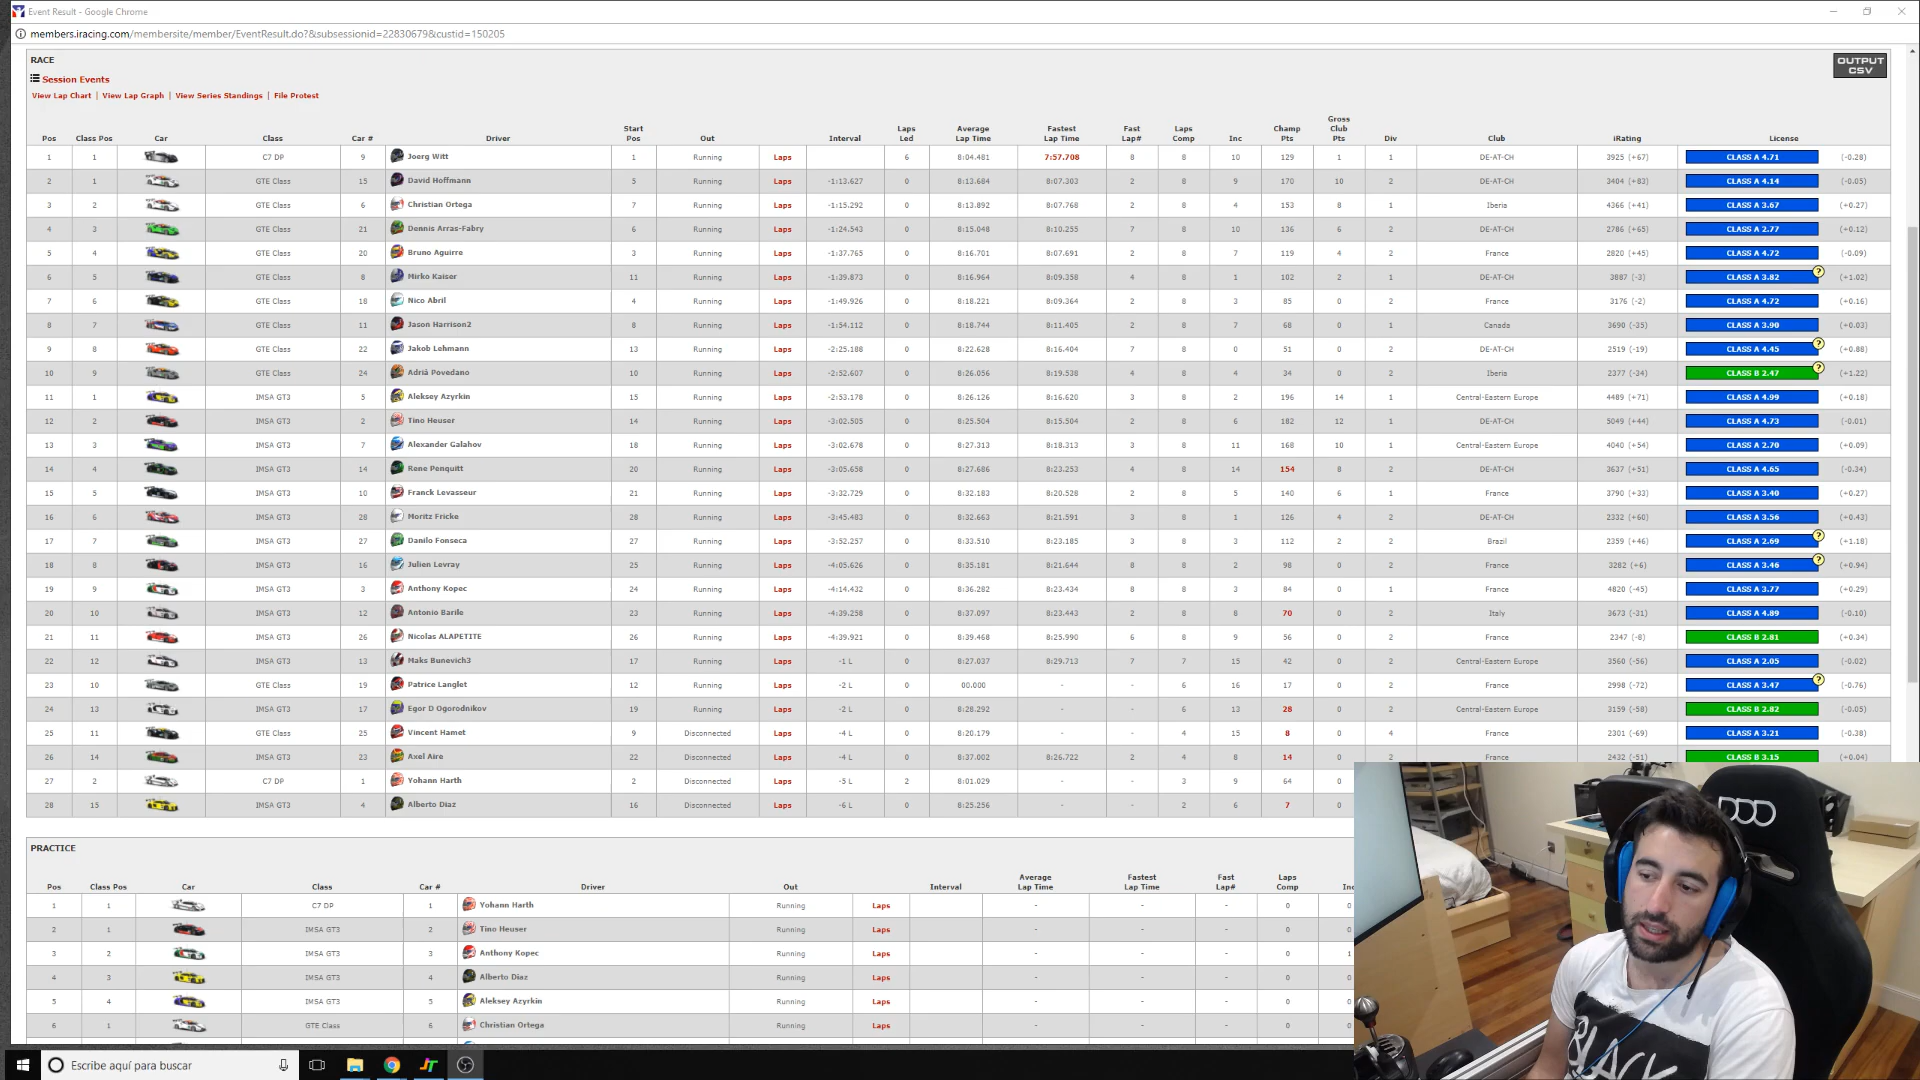 Event Result - Google Chrome
members.iracing.com/membersite/member/EventResult.do?&subsessionid=22830679&custid=150205
RACE
OUTPUT CSV
Session Events
View Lap Chart | View Lap Graph | View Series Standings | File Protest
Pos Class Pos Car Class Car # Driver Start Pos Out Interval Laps Led Average Lap Time Fastest Lap Time Fast Lap# Laps Comp Inc Champ Pts Gross Club Pts Div Club iRating License
1 1 C7 DP 9 Joerg Witt 1 Running Laps 6 8:04.481 7:57.708 8 8 10 129 1 1 DE-AT-CH 3925 (+67) CLASS A 4.71 (-0.28)
2 1 GTE Class 15 David Hoffmann 5 Running Laps -1:13.627 0 8:13.684 8:07.303 2 8 9 170 10 2 DE-AT-CH 3404 (+83) CLASS A 4.14 (-0.05)
3 2 GTE Class 6 Christian Ortega 7 Running Laps -1:15.292 0 8:13.892 8:07.768 2 8 4 153 8 1 Iberia 4366 (+41) CLASS A 3.67 (+0.27)
4 3 GTE Class 21 Dennis Arras-Fabry 6 Running Laps -1:24.543 0 8:15.048 8:10.255 7 8 10 136 6 2 DE-AT-CH 2786 (+65) CLASS A 2.77 (+0.12)
5 4 GTE Class 20 Bruno Aguirre 3 Running Laps -1:37.765 0 8:16.701 8:07.691 2 8 7 119 4 2 France 2820 (+45) CLASS A 4.72 (-0.09)
6 5 GTE Class 8 Mirko Kaiser 11 Running Laps -1:39.873 0 8:16.964 8:09.358 4 8 1 102 2 1 DE-AT-CH 3887 (-3) CLASS A 3.82 ? (+1.02)
7 6 GTE Class 18 Nico Abril 4 Running Laps -1:49.926 0 8:18.221 8:09.364 2 8 3 85 0 2 France 3176 (-2) CLASS A 4.72 (+0.16)
8 7 GTE Class 11 Jason Harrison2 8 Running Laps -1:54.112 0 8:18.744 8:11.405 2 8 7 68 0 1 Canada 3690 (-35) CLASS A 3.90 (+0.03)
9 8 GTE Class 22 Jakob Lehmann 13 Running Laps -2:25.188 0 8:22.628 8:16.404 7 8 0 51 0 2 DE-AT-CH 2519 (-19) CLASS A 4.45 ? (+0.88)
10 9 GTE Class 24 Adriá Povedano 10 Running Laps -2:52.607 0 8:26.056 8:19.538 4 8 4 34 0 2 Iberia 2377 (-34) CLASS B 2.47 ? (+1.22)
11 1 IMSA GT3 5 Aleksey Azyrkin 15 Running Laps -2:53.178 0 8:26.126 8:16.620 3 8 2 196 14 1 Central-Eastern Europe 4489 (+71) CLASS A 4.99 (+0.18)
12 2 IMSA GT3 2 Tino Heuser 14 Running Laps -3:02.505 0 8:25.504 8:15.504 2 8 6 182 12 1 DE-AT-CH 5049 (+44) CLASS A 4.73 (-0.01)
13 3 IMSA GT3 7 Alexander Galahov 18 Running Laps -3:02.678 0 8:27.313 8:18.313 3 8 11 168 10 1 Central-Eastern Europe 4040 (+54) CLASS A 2.70 (+0.09)
14 4 IMSA GT3 14 Rene Penquitt 20 Running Laps -3:05.658 0 8:27.686 8:23.253 4 8 14 154 8 2 DE-AT-CH 3637 (+51) CLASS A 4.65 (-0.34)
15 5 IMSA GT3 10 Franck Levasseur 21 Running Laps -3:32.729 0 8:32.183 8:20.528 2 8 5 140 6 1 France 3790 (+33) CLASS A 3.40 (+0.27)
16 6 IMSA GT3 28 Moritz Fricke 28 Running Laps -3:45.483 0 8:32.663 8:21.591 3 8 1 126 4 2 DE-AT-CH 2332 (+60) CLASS A 3.56 (+0.43)
17 7 IMSA GT3 27 Danilo Fonseca 27 Running Laps -3:52.257 0 8:33.510 8:23.185 2 8 3 112 2 2 Brazil 2359 (+46) CLASS A 2.69 ? (+1.18)
18 8 IMSA GT3 16 Julien Levray 25 Running Laps -4:05.626 0 8:35.181 8:21.644 8 8 2 98 0 2 France 3282 (+6) CLASS A 3.46 ? (+0.94)
19 9 IMSA GT3 3 Anthony Kopec 24 Running Laps -4:14.432 0 8:36.282 8:23.434 8 8 3 84 0 1 France 4820 (-45) CLASS A 3.77 (+0.29)
20 10 IMSA GT3 12 Antonio Barile 23 Running Laps -4:39.258 0 8:37.097 8:23.443 2 8 8 70 0 2 Italy 3673 (-31) CLASS A 4.89 (-0.10)
21 11 IMSA GT3 26 Nicolas ALAPETITE 26 Running Laps -4:39.921 0 8:39.468 8:25.990 6 8 9 56 0 2 France 2347 (-8) CLASS B 2.81 (+0.34)
22 12 IMSA GT3 13 Maks Bunevich3 17 Running Laps -1 L 0 8:27.037 8:29.713 7 7 15 42 0 2 Central-Eastern Europe 3560 (-56) CLASS A 2.05 (-0.02)
23 10 GTE Class 19 Patrice Langlet 12 Running Laps -2 L 0 00.000 - - 6 16 17 0 2 France 2998 (-72) CLASS A 3.47 ? (-0.76)
24 13 IMSA GT3 17 Egor D Ogorodnikov 19 Running Laps -2 L 0 8:28.292 - - 6 13 28 0 2 Central-Eastern Europe 3159 (-58) CLASS B 2.82 (-0.05)
25 11 GTE Class 25 Vincent Hamet 9 Disconnected Laps -4 L 0 8:20.179 - - 4 15 8 0 4 France 2301 (-69) CLASS A 3.21 (-0.38)
26 14 IMSA GT3 23 Axel Aire 22 Disconnected Laps -4 L 0 8:37.002 8:26.722 2 4 8 14 0 2 France 2432 (-51) CLASS B 3.15 (+0.04)
27 2 C7 DP 1 Yohann Harth 2 Disconnected Laps -5 L 2 8:01.029 - - 3 9 64 0
28 15 IMSA GT3 4 Alberto Diaz 16 Disconnected Laps -6 L 0 8:25.256 - - 2 6 7 0
PRACTICE
Pos Class Pos Car Class Car # Driver Out Interval Average Lap Time Fastest Lap Time Fast Lap# Laps Comp Inc
1 1 C7 DP 1 Yohann Harth Running Laps - - - 0 0
2 1 IMSA GT3 2 Tino Heuser Running Laps - - - 0 0
3 2 IMSA GT3 3 Anthony Kopec Running Laps - - - 0 1
4 3 IMSA GT3 4 Alberto Diaz Running Laps - - - 0 0
5 4 IMSA GT3 5 Aleksey Azyrkin Running Laps - - - 0 0
6 1 GTE Class 6 Christian Ortega Running Laps - - - 0 0
BLACK
Escribe aquí para buscar